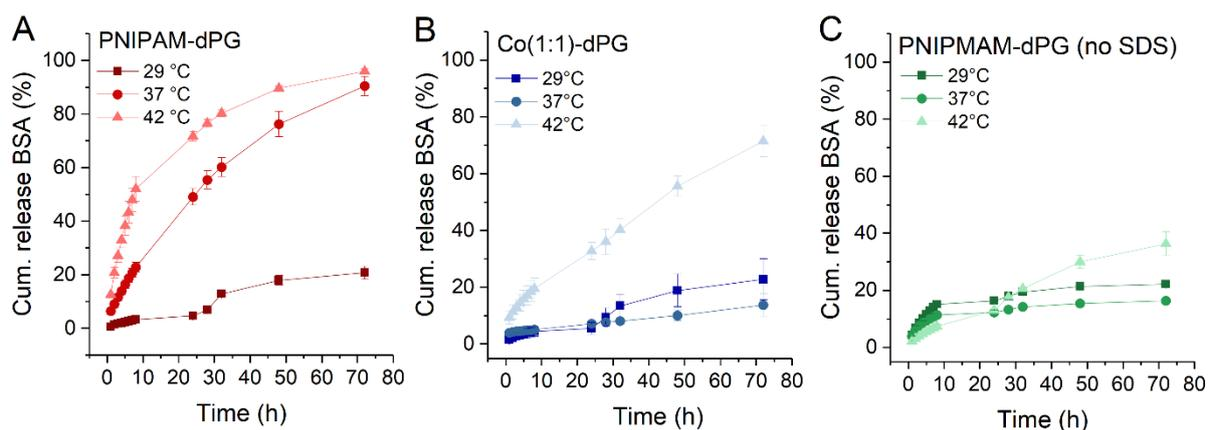 A
PNIPAM-dPG
29 °C
37 °C
42 °C
Cum. release BSA (%)
100
80
60
40
20
0
0 10 20 30 40 50 60 70 80
Time (h)
B
Co(1:1)-dPG
29°C
37°C
42°C
Cum. release BSA (%)
100
80
60
40
20
0
0 10 20 30 40 50 60 70 80
Time (h)
C
PNIPMAM-dPG (no SDS)
29°C
37°C
42°C
Cum. release BSA (%)
100
80
60
40
20
0
0 10 20 30 40 50 60 70 80
Time (h)